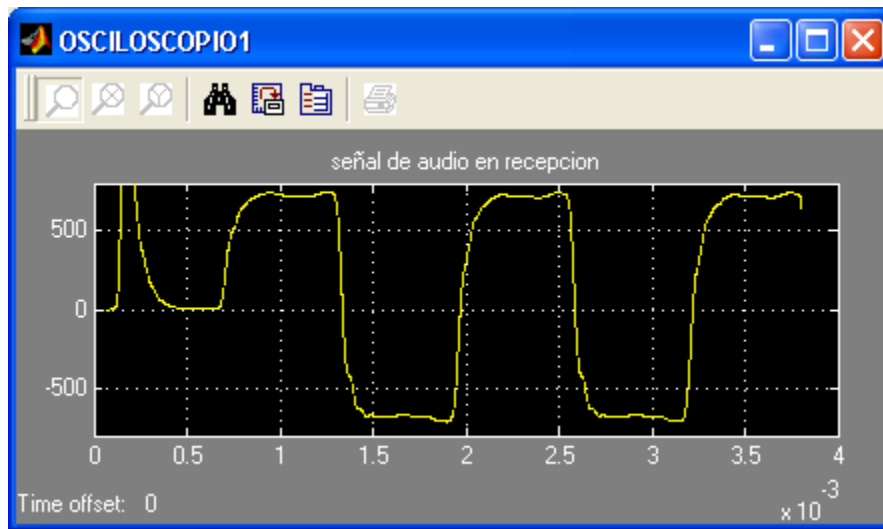 OSCILOSCOPIO1
señal de audio en recepcion
500
0
-500
0 0.5 1 1.5 2 2.5 3 3.5 4
x 10^-3
Time offset: 0